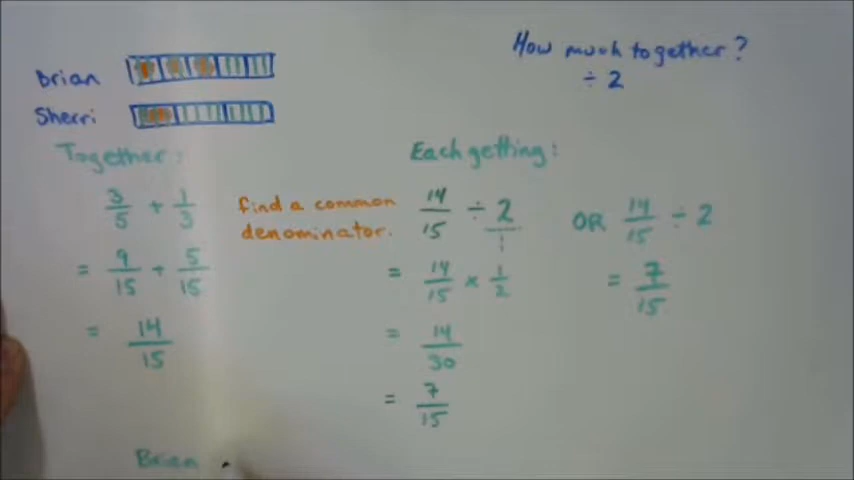 How much together?
÷ 2
Brian
Sherri
Together:
3/5 + 1/3
= 9/15 + 5/15
= 14/15
find a common
denominator.
Each getting:
14/15 ÷ 2/1
= 14/15 × 1/2
= 14/30
= 7/15
OR 14/15 ÷ 2
= 7/15
Brian